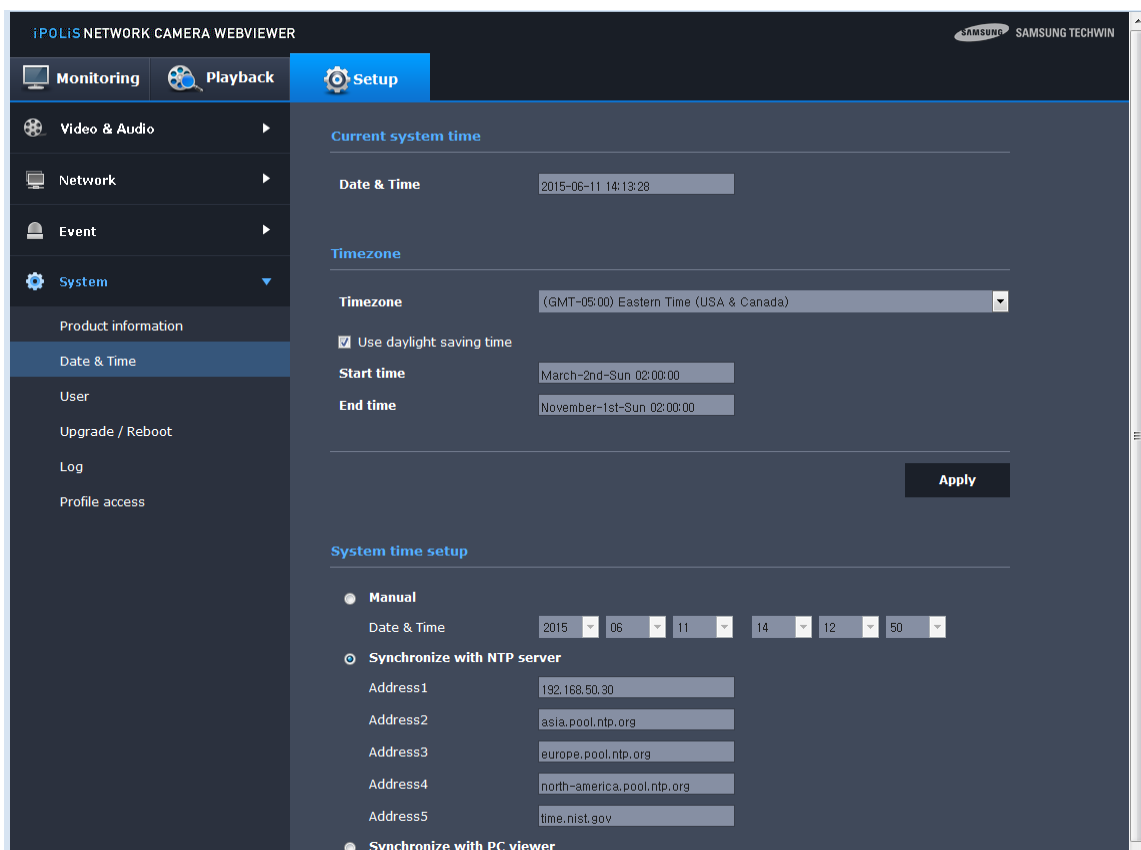 iPOLiS NETWORK CAMERA WEBVIEWER
SAMSUNG SAMSUNG TECHWIN
Monitoring Playback Setup
Video & Audio
Network
Event
System
Product information
Date & Time
User
Upgrade / Reboot
Log
Profile access
Current system time
Date & Time 2015-06-11 14:13:28
Timezone
Timezone (GMT-05:00) Eastern Time (USA & Canada)
Use daylight saving time
Start time March-2nd-Sun 02:00:00
End time November-1st-Sun 02:00:00
Apply
System time setup
Manual
Date & Time 2015 06 11 14 12 50
Synchronize with NTP server
Address1 192.168.50.30
Address2 asia.pool.ntp.org
Address3 europe.pool.ntp.org
Address4 north-america.pool.ntp.org
Address5 time.nist.gov
Synchronize with PC viewer